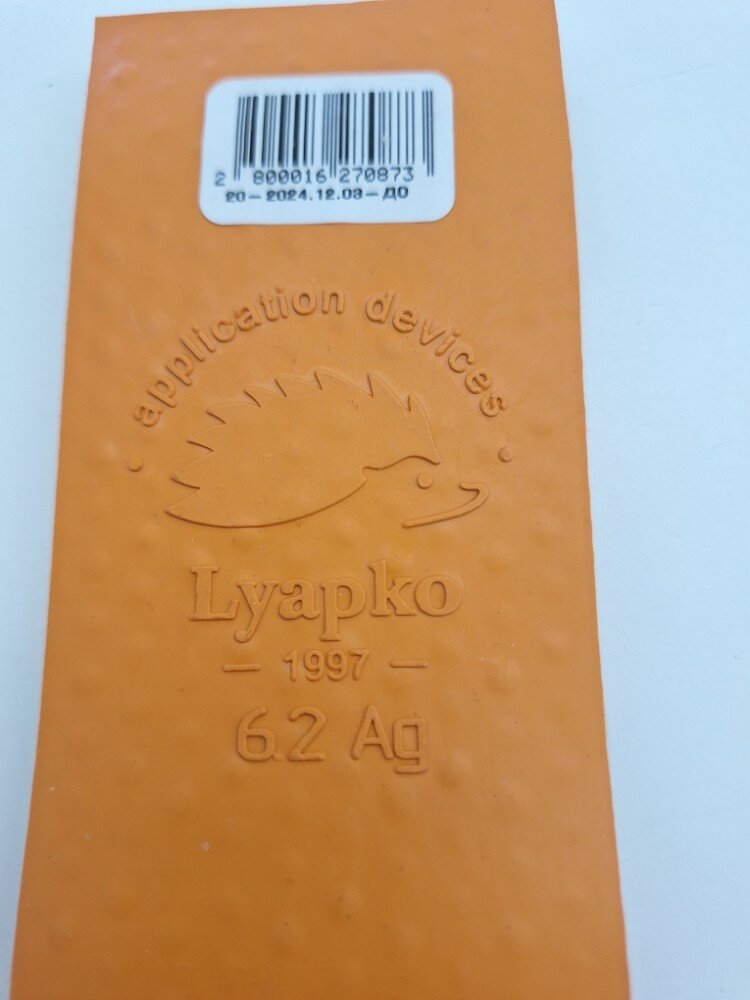 2 800016 270873
20-2024.12.03-ДО
application devices
Lyapko
- 1997 -
6.2 Ag